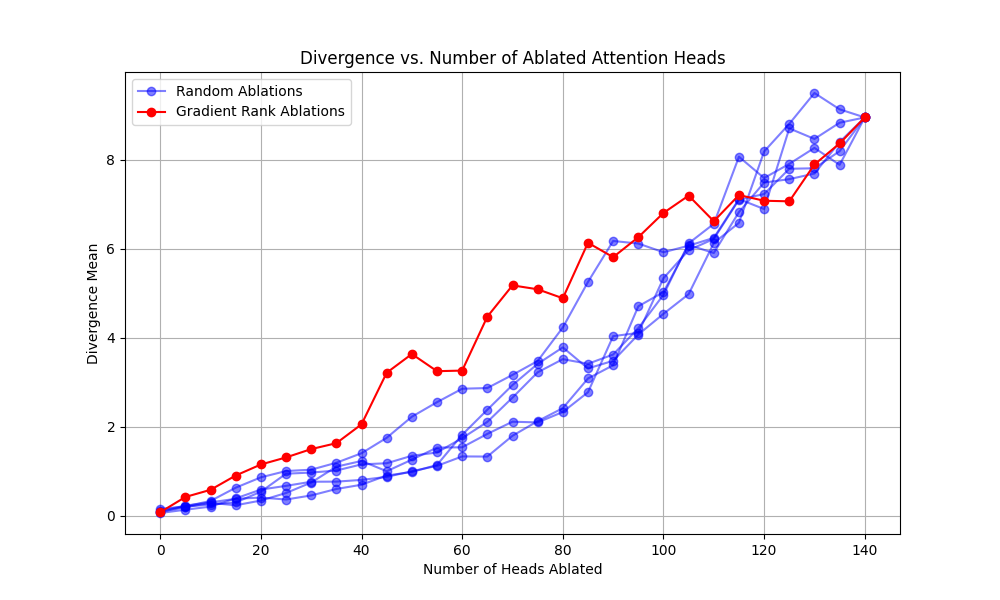 Divergence vs. Number of Ablated Attention Heads
Random Ablations
Gradient Rank Ablations
Divergence Mean
8
6
4
2
0
0 20 40 60 80 100 120 140
Number of Heads Ablated